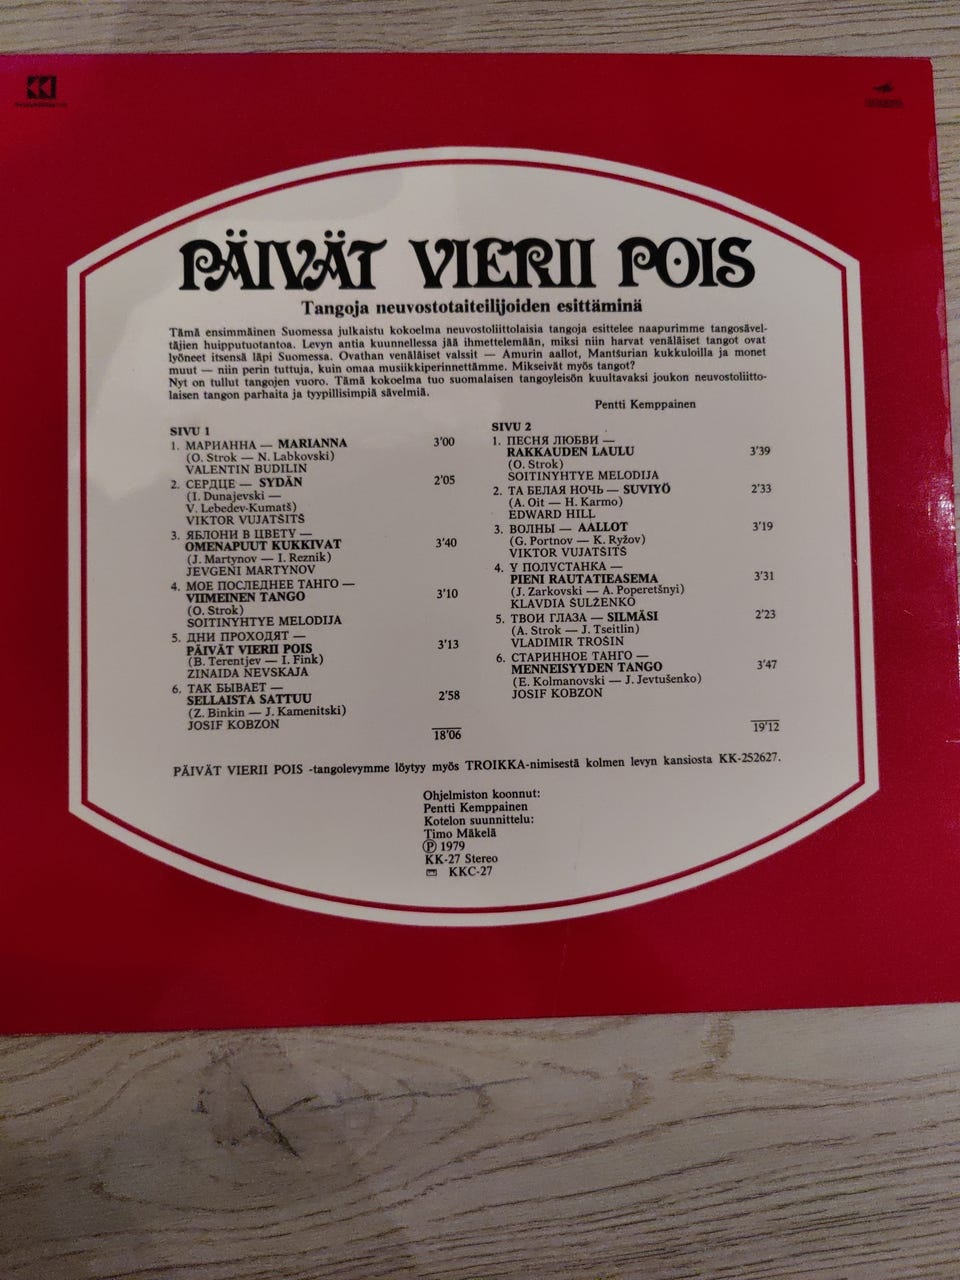 PÄIVÄT VIERII POIS
Tangoja neuvostotaiteilijoiden esittäminä
Tämä ensimmäinen Suomessa julkaistu kokoelma neuvostoliittolaisia tangoja esittelee naapurimme tangosävel-
täjien huipputuotantoa. Levyn antia kuunnellessa jää ihmettelemään, miksi niin harvat venäläiset tangot ovat
lyöneet itsensä läpi Suomessa. Ovathan venäläiset valssit — Amurin aallot, Mantšurian kukkuloilla ja monet
muut — niin perin tuttuja, kuin omaa musiikkiperinnettämme. Mikseivät myös tangot?
Nyt on tullut tangojen vuoro. Tämä kokoelma tuo suomalaisen tangoyleisön kuultavaksi joukon neuvostoliitto-
laisen tangon parhaita ja tyypillisimpiä sävelmiä.
Pentti Kemppainen
SIVU 1
1. МАРИАННА — MARIANNA 3'00
(O. Strok — N. Labkovski)
VALENTIN BUDILIN
2. СЕРДЦЕ — SYDÄN 2'05
(I. Dunajevski —
V. Lebedev-Kumatš)
VIKTOR VUJATŠITŠ
3. ЯБЛОНИ В ЦВЕТУ —
OMENAPUUT KUKKIVAT 3'40
(J. Martynov — I. Reznik)
JEVGENI MARTYNOV
4. МОЕ ПОСЛЕДНЕЕ ТАНГО —
VIIMEINEN TANGO 3'10
(O. Strok)
SOITINYHTYE MELODIJA
5. ДНИ ПРОХОДЯТ —
PÄIVÄT VIERII POIS 3'13
(B. Terentjev — I. Fink)
ZINAIDA NEVSKAJA
6. ТАК БЫВАЕТ —
SELLAISTA SATTUU 2'58
(Z. Binkin — J. Kamenitski)
JOSIF KOBZON
18'06
SIVU 2
1. ПЕСНЯ ЛЮБВИ —
RAKKAUDEN LAULU 3'39
(O. Strok)
SOITINYHTYE MELODIJA
2. ТА БЕЛАЯ НОЧЬ — SUVIYÖ 2'33
(A. Oit — H. Karmo)
EDWARD HILL
3. ВОЛНЫ — AALLOT 3'19
(G. Portnov — K. Ryžov)
VIKTOR VUJATŠITŠ
4. У ПОЛУСТАНКА —
PIENI RAUTATIEASEMA 3'31
(J. Zarkovski — A. Poperetšnyi)
KLAVDIA ŠULŽENKO
5. ТВОИ ГЛАЗА — SILMÄSI 2'23
(A. Strok — J. Tseitlin)
VLADIMIR TROŠIN
6. СТАРИННОЕ ТАНГО —
MENNEISYYDEN TANGO 3'47
(E. Kolmanovski — J. Jevtušenko)
JOSIF KOBZON
19'12
PÄIVÄT VIERII POIS -tangolevymme löytyy myös TROIKKA-nimisestä kolmen levyn kansiosta KK-252627.
Ohjelmiston koonnut:
Pentti Kemppainen
Kotelon suunnittelu:
Timo Mäkelä
Ⓟ 1979
KK-27 Stereo
KKC-27